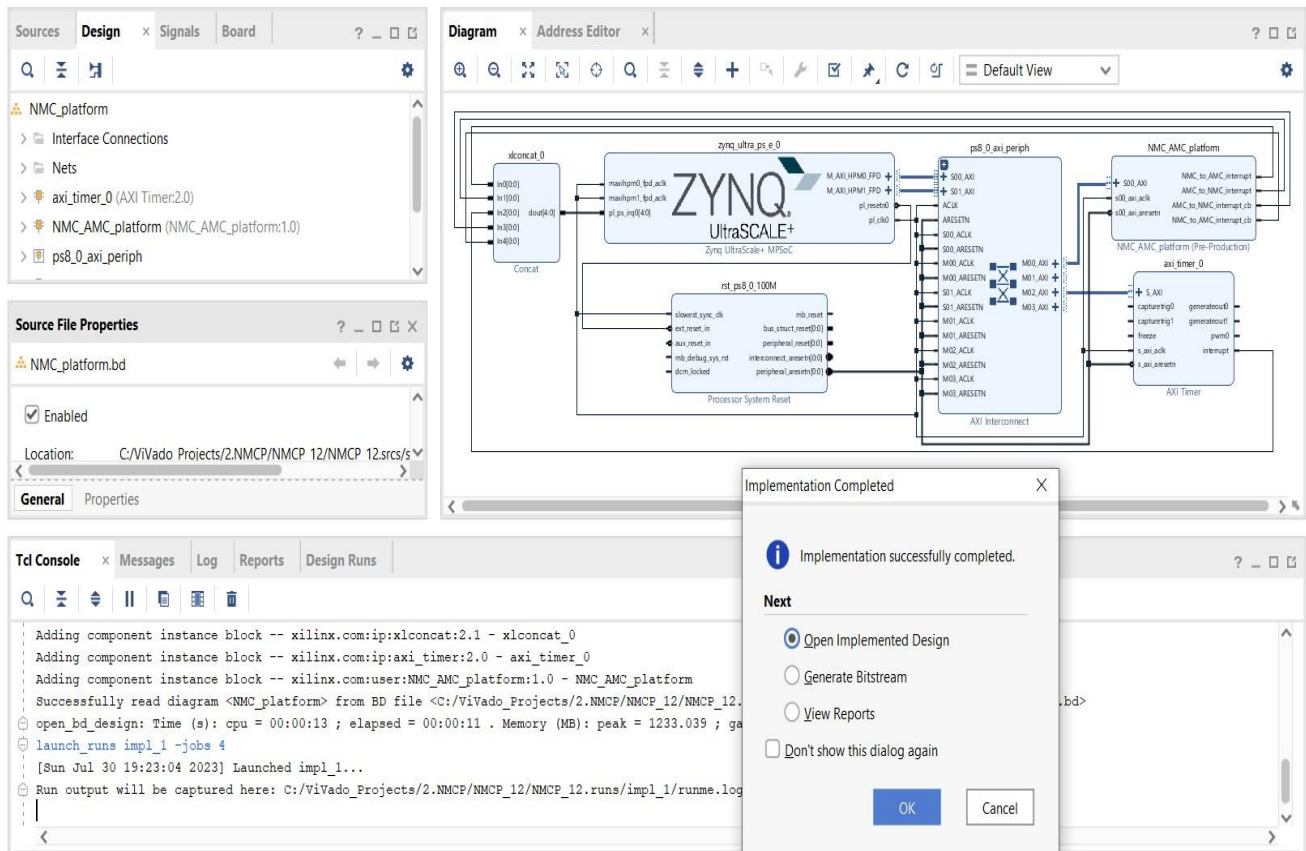 Sources Design × Signals Board
NMC_platform
Interface Connections
Nets
axi_timer_0 (AXI Timer:2.0)
NMC_AMC_platform (NMC_AMC_platform:1.0)
ps8_0_axi_periph
Source File Properties
NMC_platform.bd
Enabled
Location: C:/ViVado_Projects/2.NMCP/NMCP_12/NMCP_12.srcs/s
General Properties
Diagram × Address Editor ×
Default View
xlconcat_0
In0[0:0]
In1[0:0]
In2[0:0] dout[4:0]
In3[0:0]
In4[0:0]
Concat
zynq_ultra_ps_e_0
maxihpm0_fpd_aclk
maxihpm1_fpd_aclk
pl_ps_irq0[4:0]
ZYNQ
UltraSCALE+
M_AXI_HPM0_FPD
M_AXI_HPM1_FPD
pl_resetn0
pl_clk0
Zynq UltraScale+ MPSoC
rst_ps8_0_100M
slowest_sync_clk mb_reset
ext_reset_in bus_struct_reset[0:0]
aux_reset_in peripheral_reset[0:0]
mb_debug_sys_rst interconnect_aresetn[0:0]
dcm_locked peripheral_aresetn[0:0]
Processor System Reset
ps8_0_axi_periph
S00_AXI
S01_AXI
ACLK
ARESETN
S00_ACLK
S00_ARESETN
M00_ACLK M00_AXI
M00_ARESETN M01_AXI
S01_ACLK M02_AXI
S01_ARESETN M03_AXI
M01_ACLK
M01_ARESETN
M02_ACLK
M02_ARESETN
M03_ACLK
M03_ARESETN
AXI Interconnect
NMC_AMC_platform
S00_AXI NMC_to_AMC_interrupt
s00_axi_aclk AMC_to_NMC_interrupt
s00_axi_aresetn AMC_to_NMC_interrupt_cb
NMC_to_AMC_interrupt_cb
NMC_AMC_platform (Pre-Production)
axi_timer_0
S_AXI
capturetrig0 generateout0
capturetrig1 generateout1
freeze pwm0
s_axi_aclk interrupt
s_axi_aresetn
AXI Timer
Tcl Console × Messages Log Reports Design Runs
Adding component instance block -- xilinx.com:ip:xlconcat:2.1 - xlconcat_0
Adding component instance block -- xilinx.com:ip:axi_timer:2.0 - axi_timer_0
Adding component instance block -- xilinx.com:user:NMC_AMC_platform:1.0 - NMC_AMC_platform
Successfully read diagram <NMC_platform> from BD file <C:/ViVado_Projects/2.NMCP/NMCP_12/NMCP_12. .bd>
open_bd_design: Time (s): cpu = 00:00:13 ; elapsed = 00:00:11 . Memory (MB): peak = 1233.039 ; ga
launch_runs impl_1 -jobs 4
[Sun Jul 30 19:23:04 2023] Launched impl_1...
Run output will be captured here: C:/ViVado_Projects/2.NMCP/NMCP_12/NMCP_12.runs/impl_1/runme.log
Implementation Completed X
Implementation successfully completed.
Next
Open Implemented Design
Generate Bitstream
View Reports
Don't show this dialog again
OK Cancel